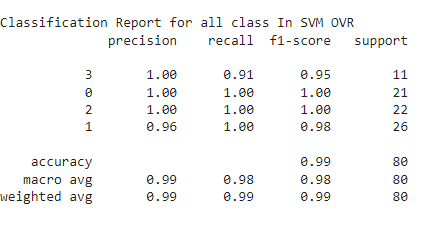 Classification Report for all class In SVM OVR
precision recall f1-score support
3 1.00 0.91 0.95 11
0 1.00 1.00 1.00 21
2 1.00 1.00 1.00 22
1 0.96 1.00 0.98 26
accuracy 0.99 80
macro avg 0.99 0.98 0.98 80
weighted avg 0.99 0.99 0.99 80